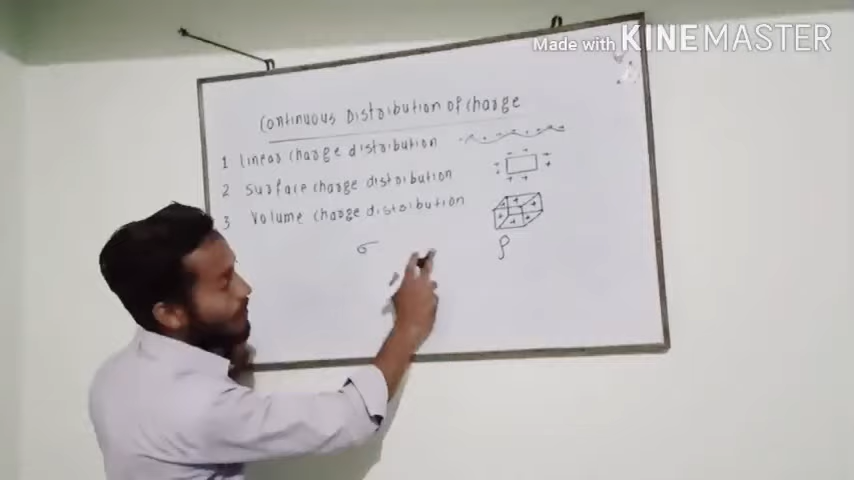 Made with KINEMASTER
Continuous Distribution of charge
1 linear charge distribution
2 Surface charge distribution
3 Volume charge distribution
σ ρ